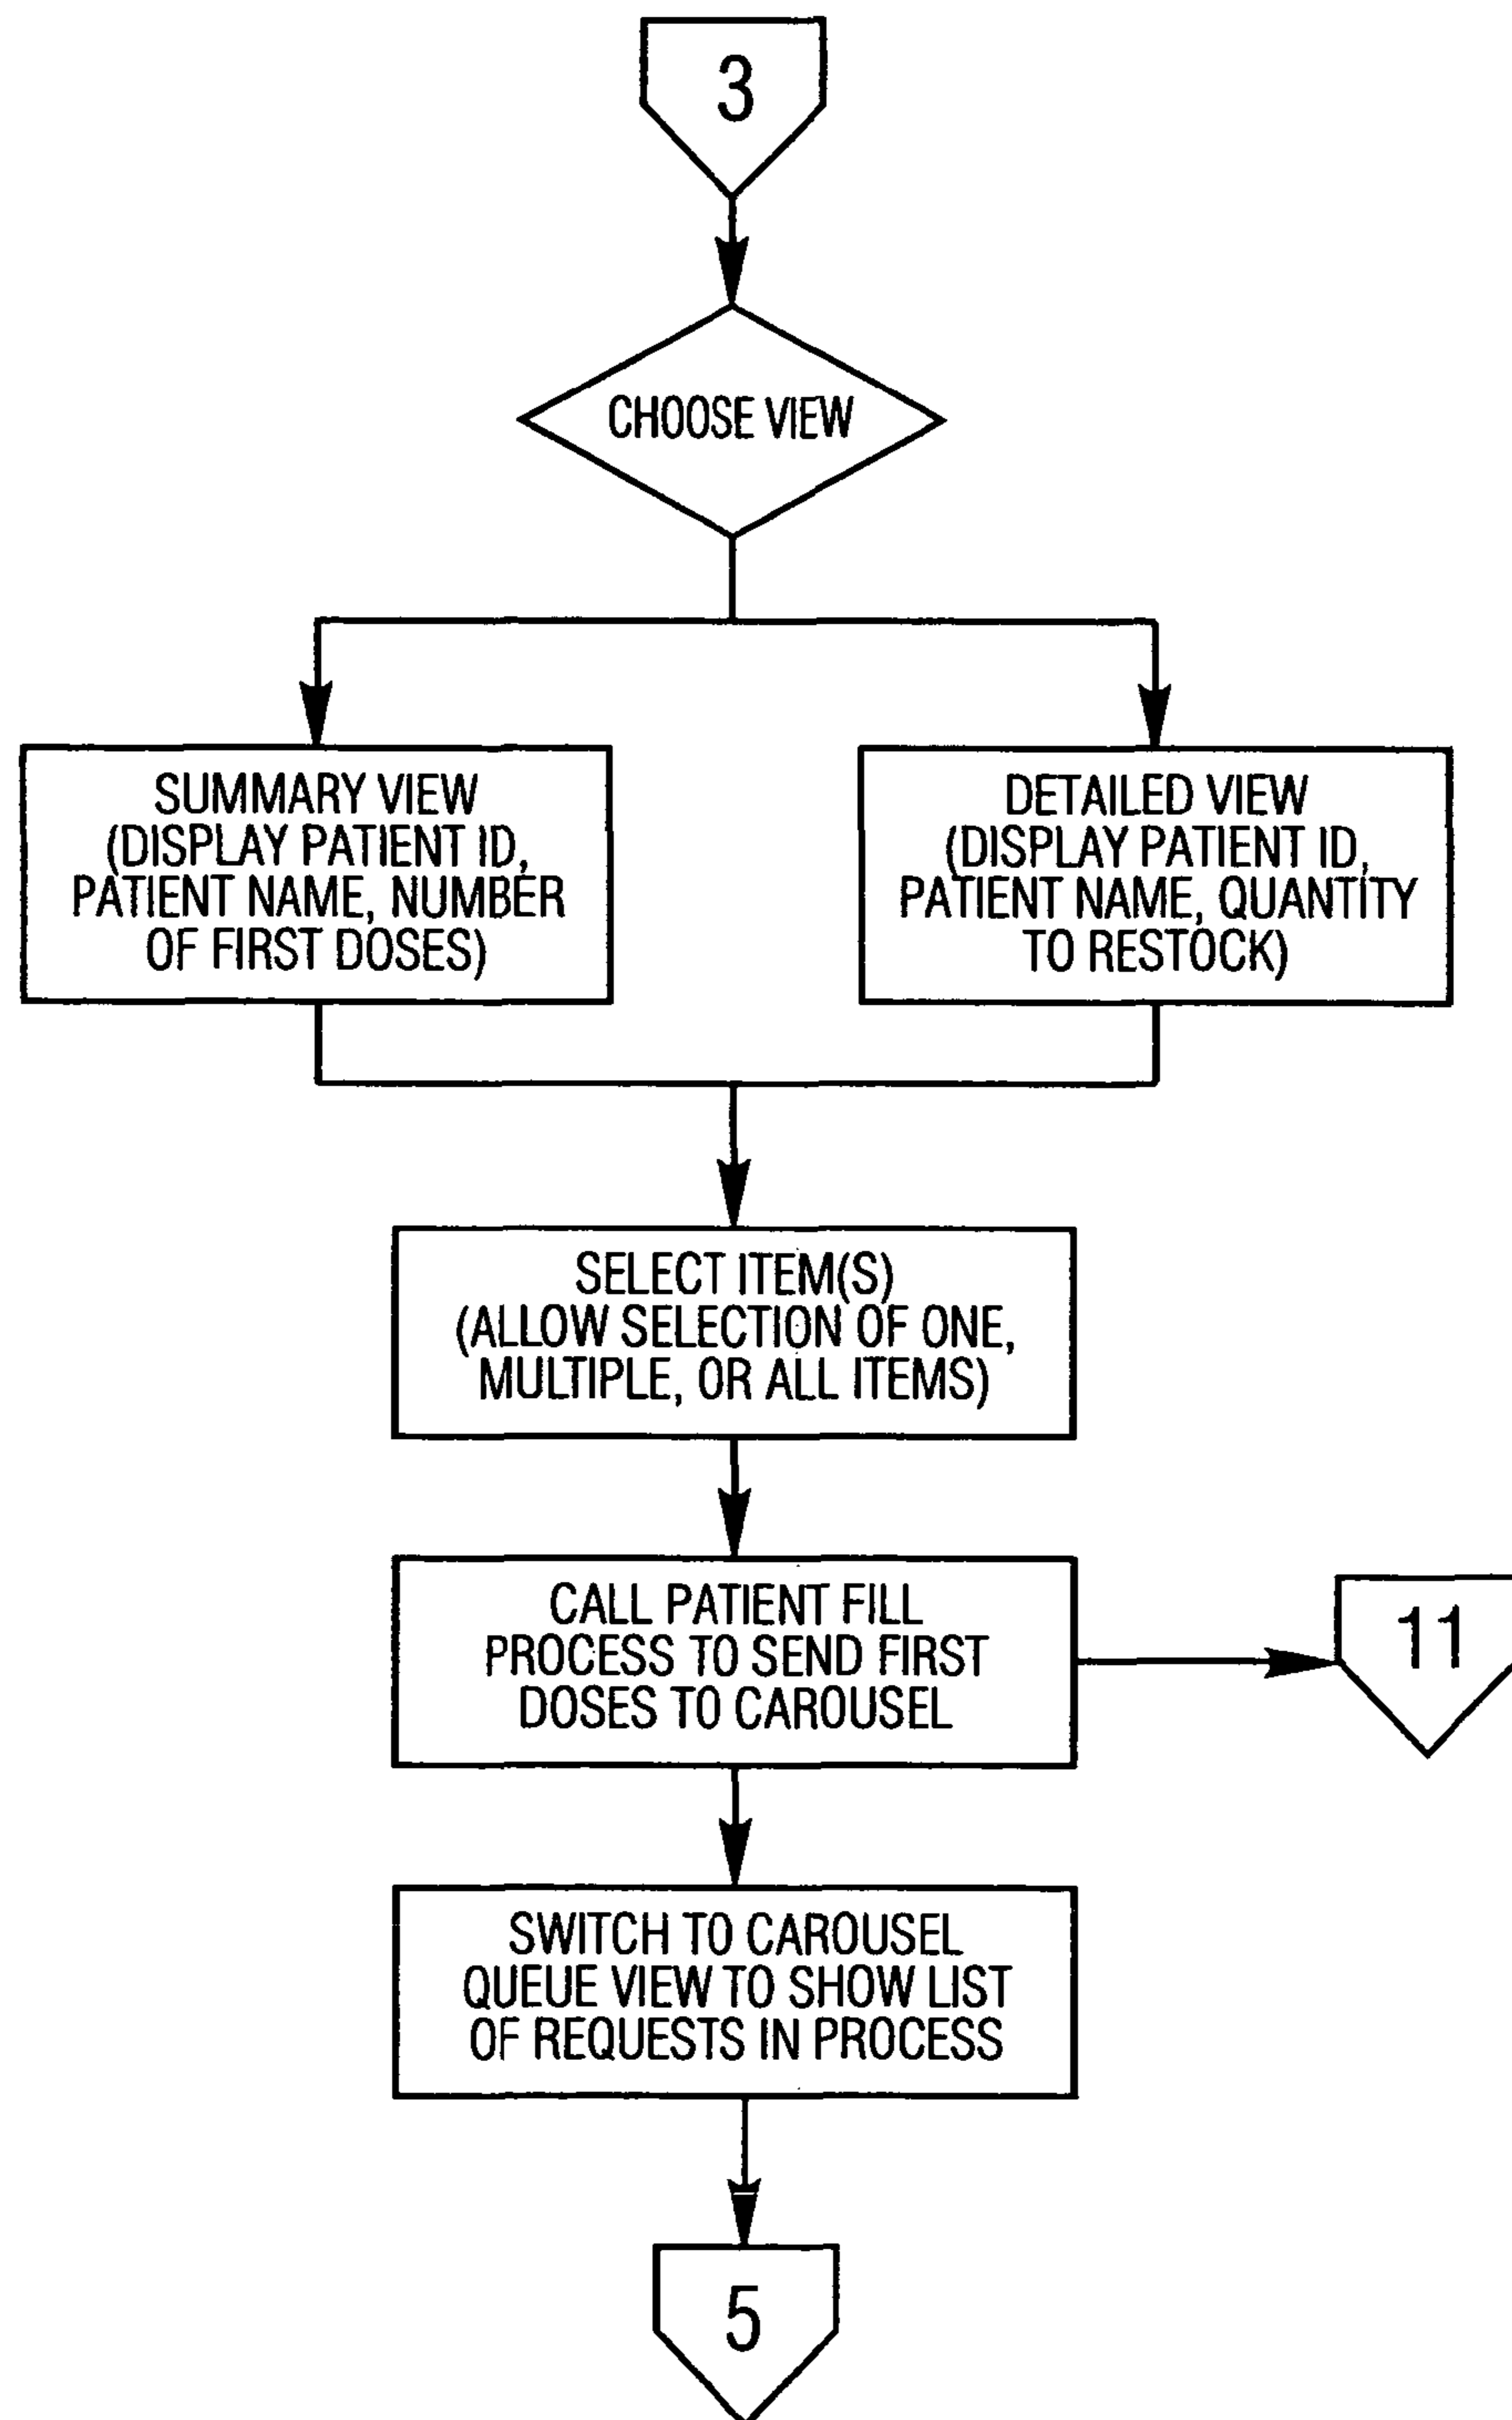 3
CHOOSE VIEW
SUMMARY VIEW
(DISPLAY PATIENT ID,
PATIENT NAME, NUMBER
OF FIRST DOSES)
DETAILED VIEW
(DISPLAY PATIENT ID,
PATIENT NAME, QUANTITY
TO RESTOCK)
SELECT ITEM(S)
(ALLOW SELECTION OF ONE,
MULTIPLE, OR ALL ITEMS)
CALL PATIENT FILL
PROCESS TO SEND FIRST
DOSES TO CAROUSEL
11
SWITCH TO CAROUSEL
QUEUE VIEW TO SHOW LIST
OF REQUESTS IN PROCESS
5